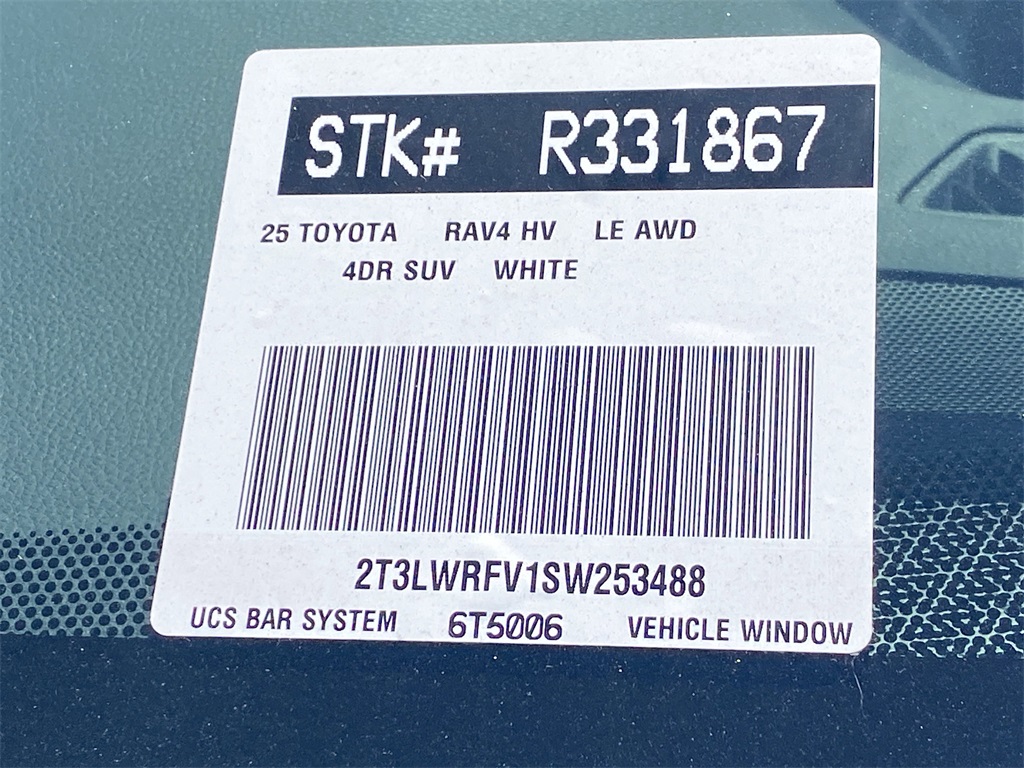 STK# R331867
25 TOYOTA RAV4 HV LE AWD
4DR SUV WHITE
2T3LWRFV1SW253488
UCS BAR SYSTEM 6T5006 VEHICLE WINDOW